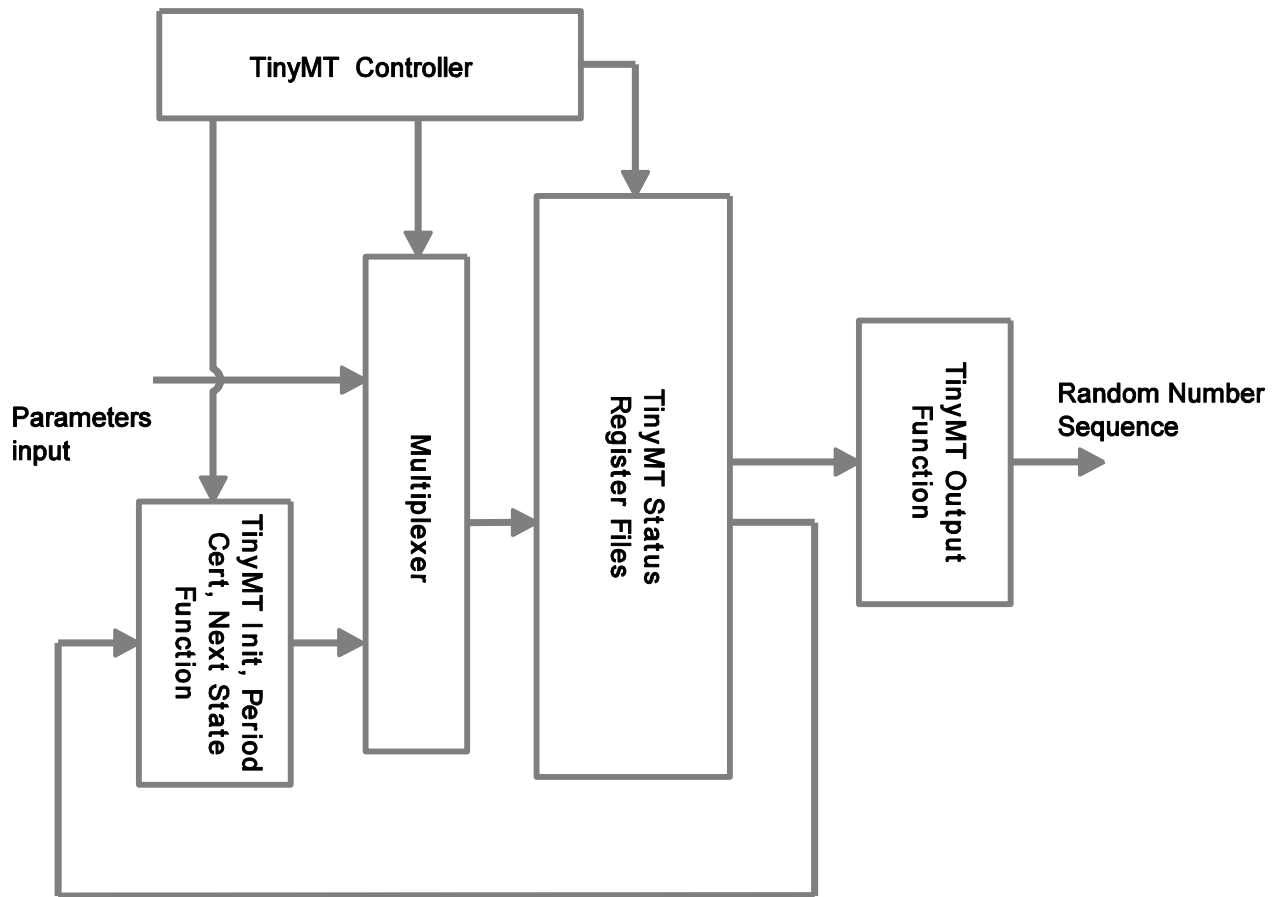 TinyMT Controller
Parameters
input
TinyMT Init, Period
Cert, Next State
Function
Multiplexer
TinyMT Status
Register Files
TinyMT Output
Function
Random Number
Sequence